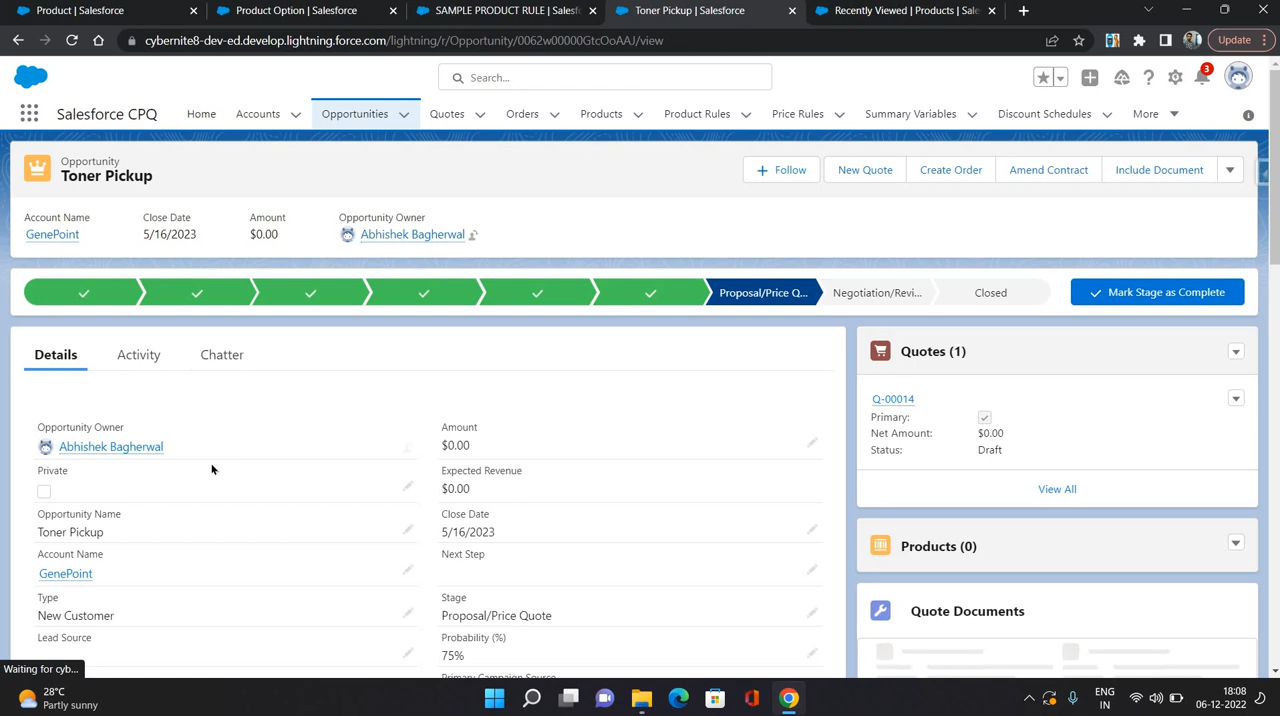 Product | Salesforce
Product Option | Salesforce
SAMPLE PRODUCT RULE | Salesf
Toner Pickup | Salesforce
Recently Viewed | Products | Sale
cybernite8-dev-ed.develop.lightning.force.com/lightning/r/Opportunity/0062w00000GtcOoAAJ/view
Update
Search...
3
Salesforce CPQ
Home
Accounts
Opportunities
Quotes
Orders
Products
Product Rules
Price Rules
Summary Variables
Discount Schedules
More
Opportunity
Toner Pickup
+ Follow
New Quote
Create Order
Amend Contract
Include Document
Account Name
GenePoint
Close Date
5/16/2023
Amount
$0.00
Opportunity Owner
Abhishek Bagherwal
Proposal/Price Q...
Negotiation/Revi...
Closed
Mark Stage as Complete
Details
Activity
Chatter
Opportunity Owner
Abhishek Bagherwal
Private
Opportunity Name
Toner Pickup
Account Name
GenePoint
Type
New Customer
Lead Source
Amount
$0.00
Expected Revenue
$0.00
Close Date
5/16/2023
Next Step
Stage
Proposal/Price Quote
Probability (%)
75%
Primary Campaign Source
Quotes (1)
Q-00014
Primary:
Net Amount: $0.00
Status: Draft
View All
Products (0)
Quote Documents
Waiting for cyb...
28°C
Partly sunny
ENG
IN
18:08
06-12-2022